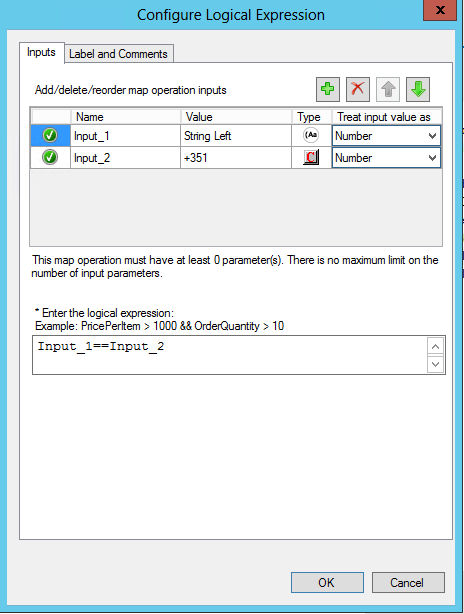 Configure Logical Expression
x
Inputs
Label and Comments
Add/delete/reorder map operation inputs
Name Value Type Treat input value as
Input_1 String Left (Aa Number
Input_2 +351 C Number
This map operation must have at least 0 parameter(s). There is no maximum limit on the
number of input parameters.
* Enter the logical expression:
Example: PricePerItem > 1000 && OrderQuantity > 10
Input_1==Input_2
OK Cancel